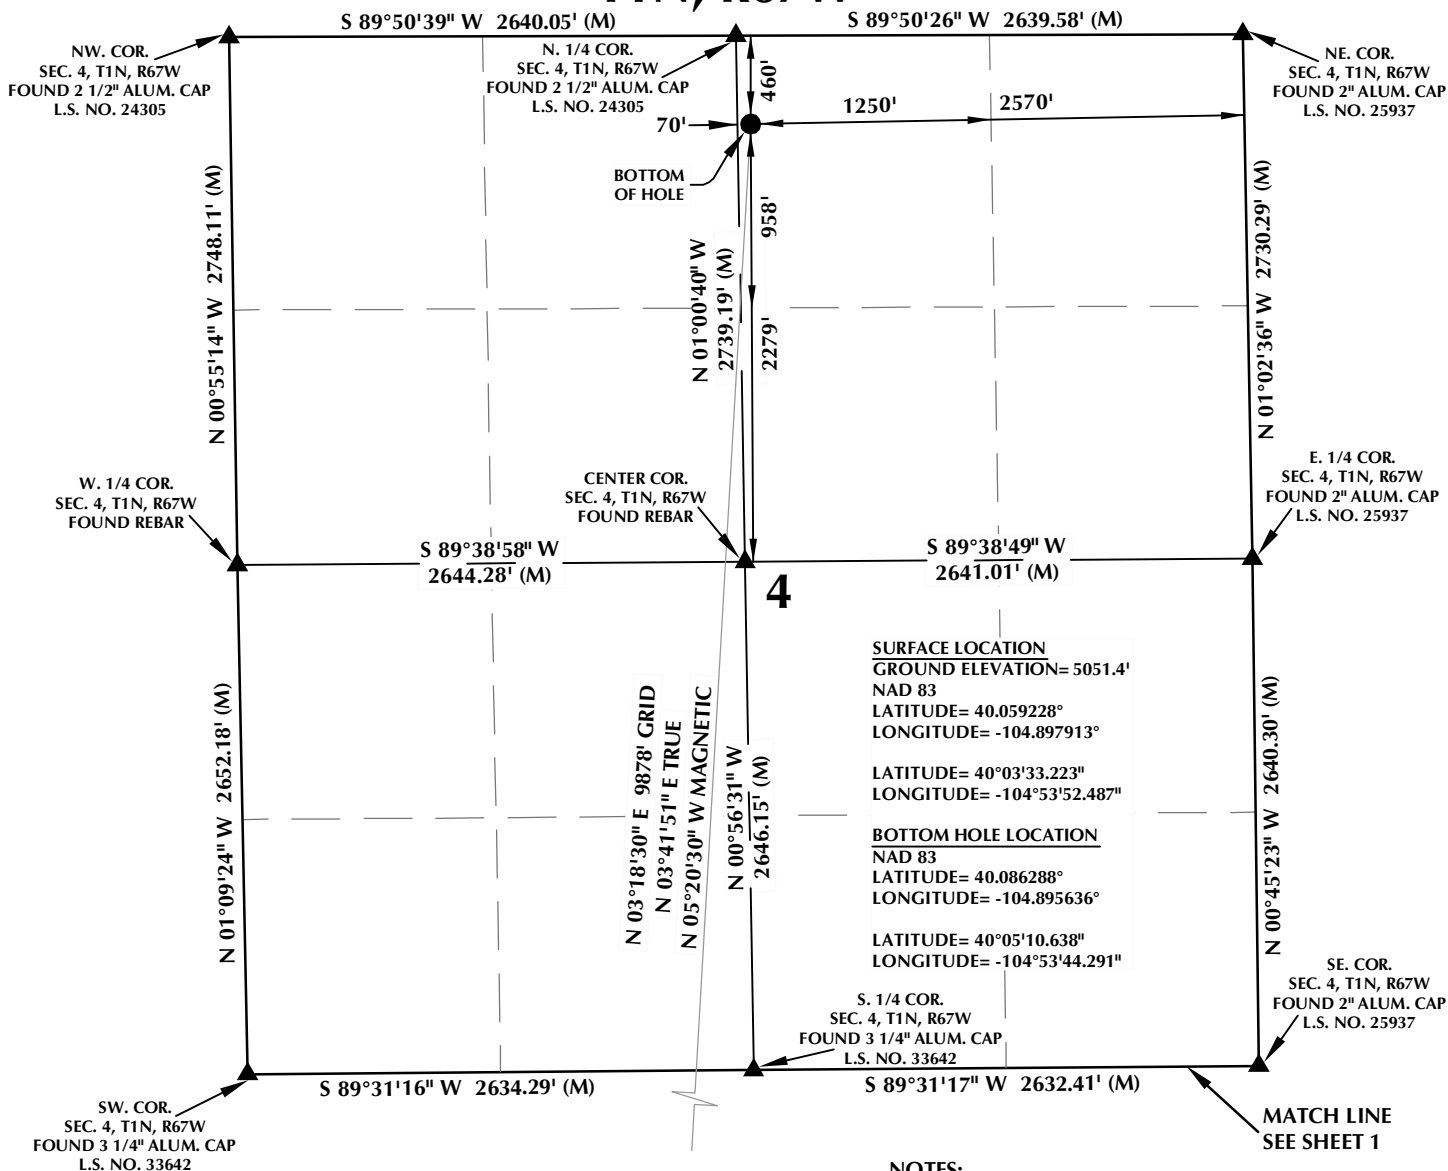 S 89°50'39" W 2640.05' (M)
S 89°50'26" W 2639.58' (M)
NW. COR.
SEC. 4, T1N, R67W
FOUND 2 1/2" ALUM. CAP
L.S. NO. 24305
N. 1/4 COR.
SEC. 4, T1N, R67W
FOUND 2 1/2" ALUM. CAP
L.S. NO. 24305
NE. COR.
SEC. 4, T1N, R67W
FOUND 2" ALUM. CAP
L.S. NO. 25937
460'
1250'
2570'
70'
BOTTOM
OF HOLE
958'
2279'
N 00°55'14" W 2748.11' (M)
N 01°00'40" W
2739.19' (M)
N 01°02'36" W 2730.29' (M)
W. 1/4 COR.
SEC. 4, T1N, R67W
FOUND REBAR
CENTER COR.
SEC. 4, T1N, R67W
FOUND REBAR
E. 1/4 COR.
SEC. 4, T1N, R67W
FOUND 2" ALUM. CAP
L.S. NO. 25937
S 89°38'58" W
2644.28' (M)
S 89°38'49" W
2641.01' (M)
4
SURFACE LOCATION
GROUND ELEVATION= 5051.4'
NAD 83
LATITUDE= 40.059228°
LONGITUDE= -104.897913°
LATITUDE= 40°03'33.223"
LONGITUDE= -104°53'52.487"
BOTTOM HOLE LOCATION
NAD 83
LATITUDE= 40.086288°
LONGITUDE= -104.895636°
LATITUDE= 40°05'10.638"
LONGITUDE= -104°53'44.291"
N 01°09'24" W 2652.18' (M)
N 03°18'30" E 9878' GRID
N 03°41'51" E TRUE
N 05°20'30" W MAGNETIC
N 00°56'31" W
2646.15' (M)
N 00°45'23" W 2640.30' (M)
SE. COR.
SEC. 4, T1N, R67W
FOUND 2" ALUM. CAP
L.S. NO. 25937
S. 1/4 COR.
SEC. 4, T1N, R67W
FOUND 3 1/4" ALUM. CAP
L.S. NO. 33642
S 89°31'16" W 2634.29' (M)
S 89°31'17" W 2632.41' (M)
SW. COR.
SEC. 4, T1N, R67W
FOUND 3 1/4" ALUM. CAP
L.S. NO. 33642
MATCH LINE
SEE SHEET 1